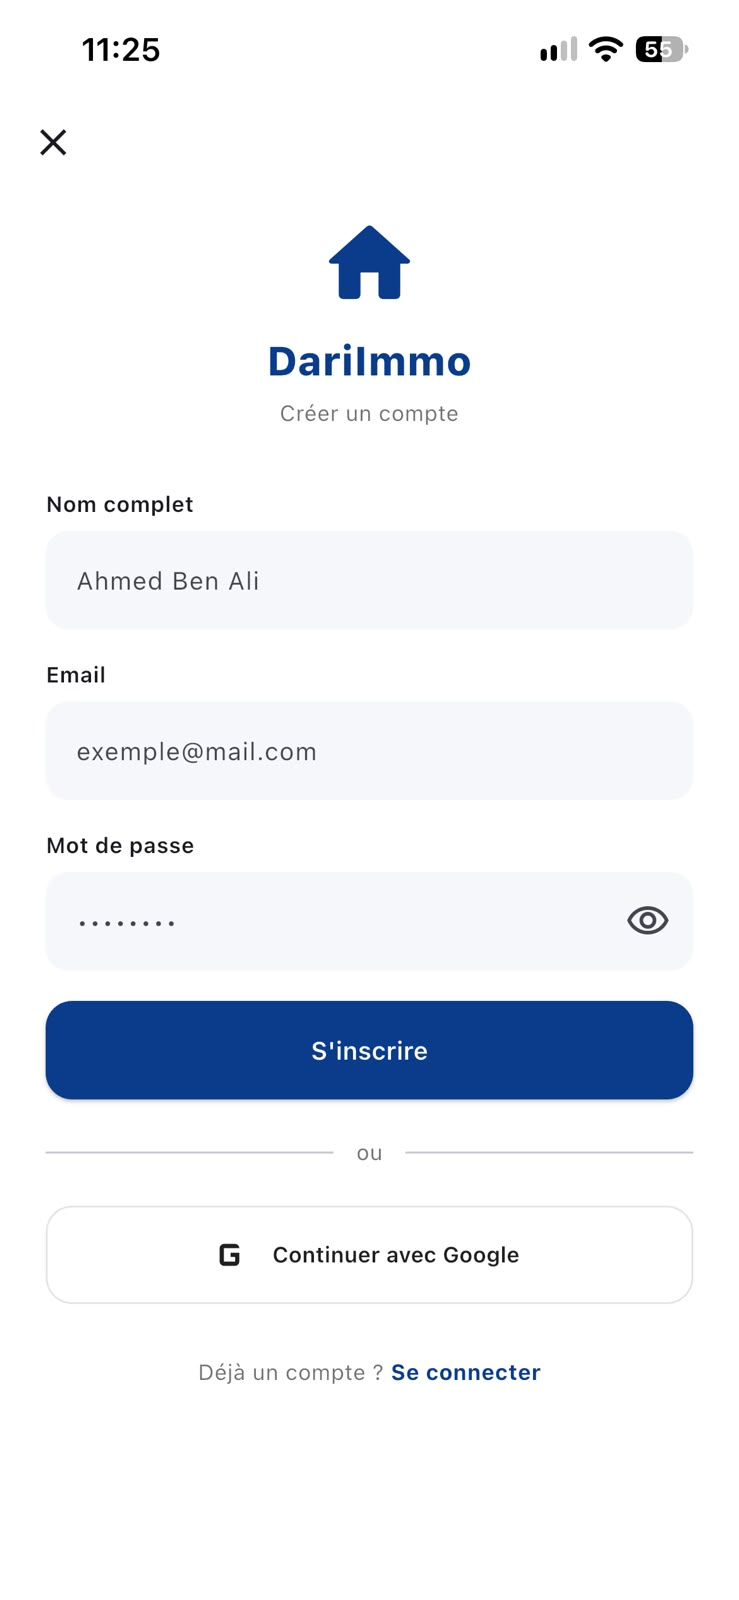 11:25
55
DariImmo
Créer un compte
Nom complet
Ahmed Ben Ali
Email
exemple@mail.com
Mot de passe
········
S'inscrire
ou
G Continuer avec Google
Déjà un compte ? Se connecter